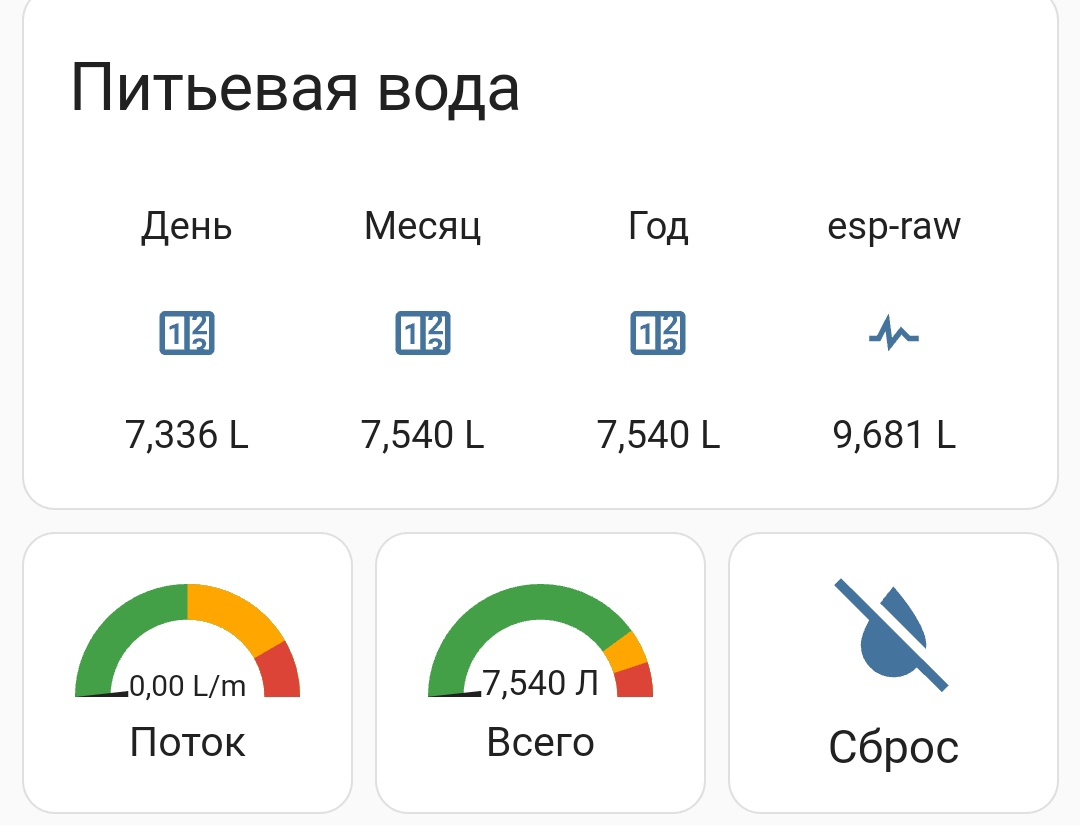 Питьевая вода
День Месяц Год esp-raw
7,336 L 7,540 L 7,540 L 9,681 L
0,00 L/m 7,540 Л
Поток Всего Сброс